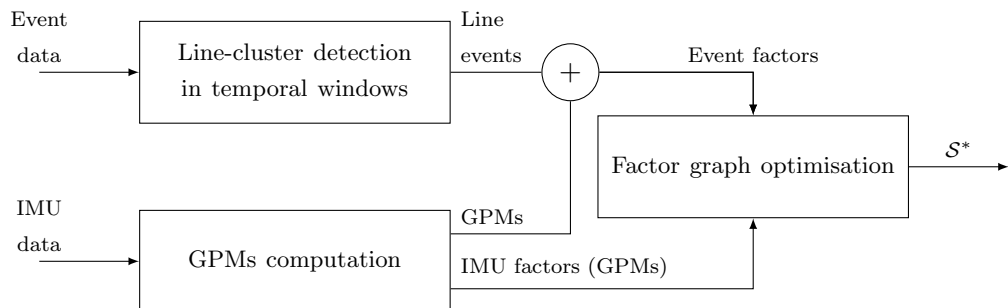 Event
data
Line-cluster detection
in temporal windows
Line
events
+
Event factors
Factor graph optimisation
S*
IMU
data
GPMs computation
GPMs
IMU factors (GPMs)